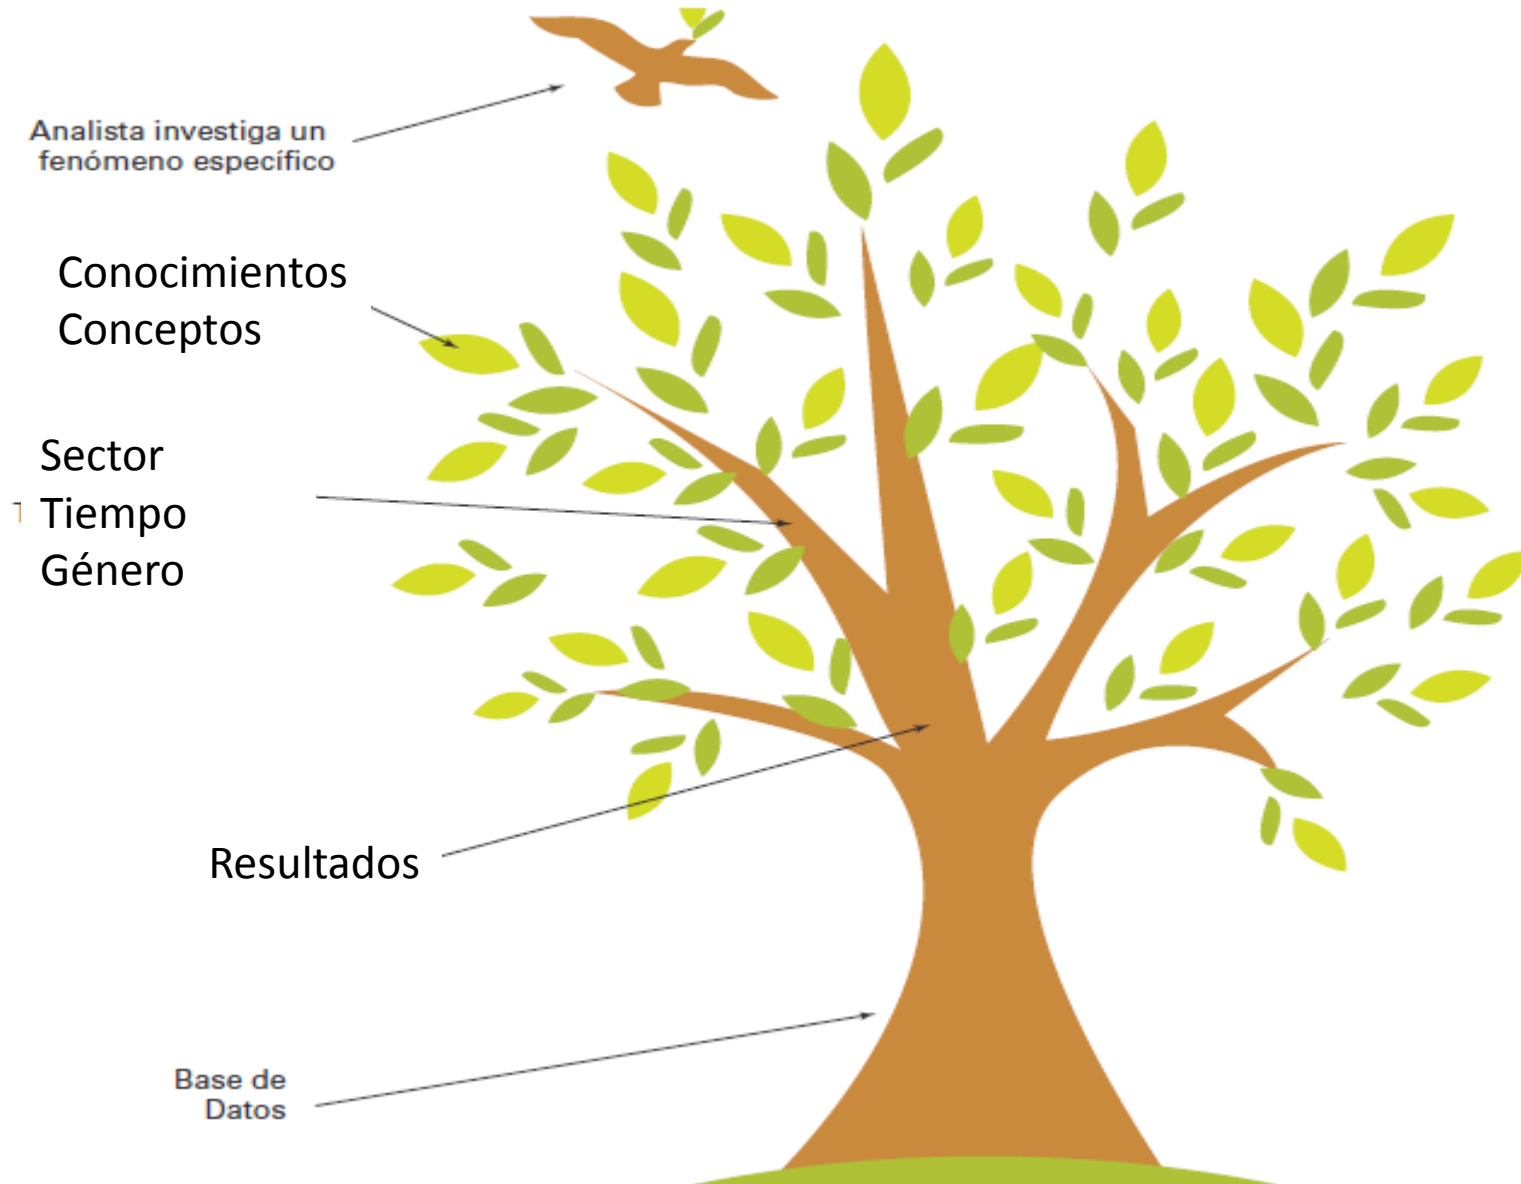 Analista investiga un
fenómeno específico
Conocimientos
Conceptos
Sector
Tiempo
Género
Resultados
Base de
Datos